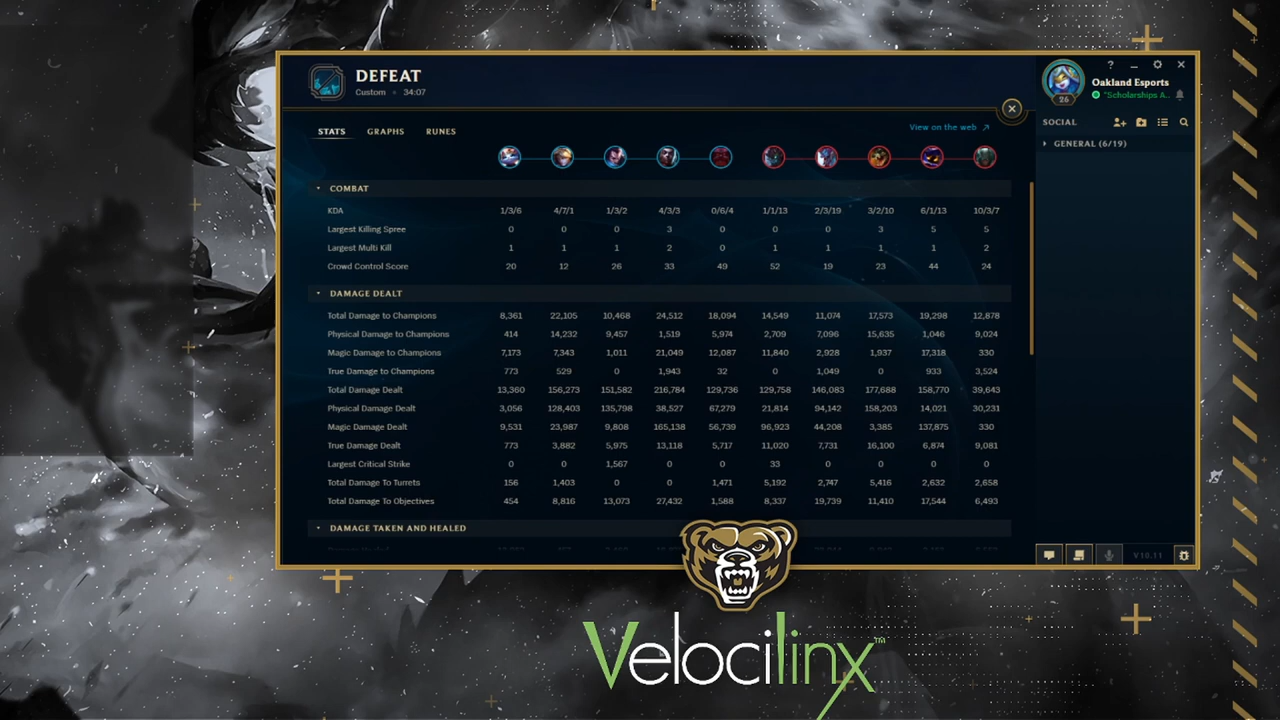 DEFEAT
Custom • 34:07
? 
Oakland Esports
26
"Scholarships A..
SOCIAL
GENERAL (6/19)
STATS GRAPHS RUNES
View on the web
COMBAT
KDA 1/3/6 4/7/1 1/3/2 4/3/3 0/6/4 1/1/13 2/3/19 3/2/10 6/1/13 10/3/7
Largest Killing Spree 0 0 0 3 0 0 0 3 5 5
Largest Multi Kill 1 1 1 2 0 1 1 1 1 2
Crowd Control Score 20 12 26 33 49 52 19 23 44 24
DAMAGE DEALT
Total Damage to Champions 8,361 22,105 10,468 24,512 18,094 14,549 11,074 17,573 19,298 12,878
Physical Damage to Champions 414 14,232 9,457 1,519 5,974 2,709 7,096 15,635 1,046 9,024
Magic Damage to Champions 7,173 7,343 1,011 21,049 12,087 11,840 2,928 1,937 17,318 330
True Damage to Champions 773 529 0 1,943 32 0 1,049 0 933 3,524
Total Damage Dealt 13,360 156,273 151,582 216,784 129,736 129,758 146,083 177,688 158,770 39,643
Physical Damage Dealt 3,056 128,403 135,798 38,527 67,279 21,814 94,142 158,203 14,021 30,231
Magic Damage Dealt 9,531 23,987 9,808 165,138 56,739 96,923 44,208 3,385 137,875 330
True Damage Dealt 773 3,882 5,975 13,118 5,717 11,020 7,731 16,100 6,874 9,081
Largest Critical Strike 0 0 1,567 0 0 33 0 0 0 0
Total Damage To Turrets 156 1,403 0 0 1,471 5,192 2,747 5,416 2,632 2,658
Total Damage To Objectives 454 8,816 13,073 27,432 1,588 8,337 19,739 11,410 17,544 6,493
DAMAGE TAKEN AND HEALED
V10.11
Velocilinx™